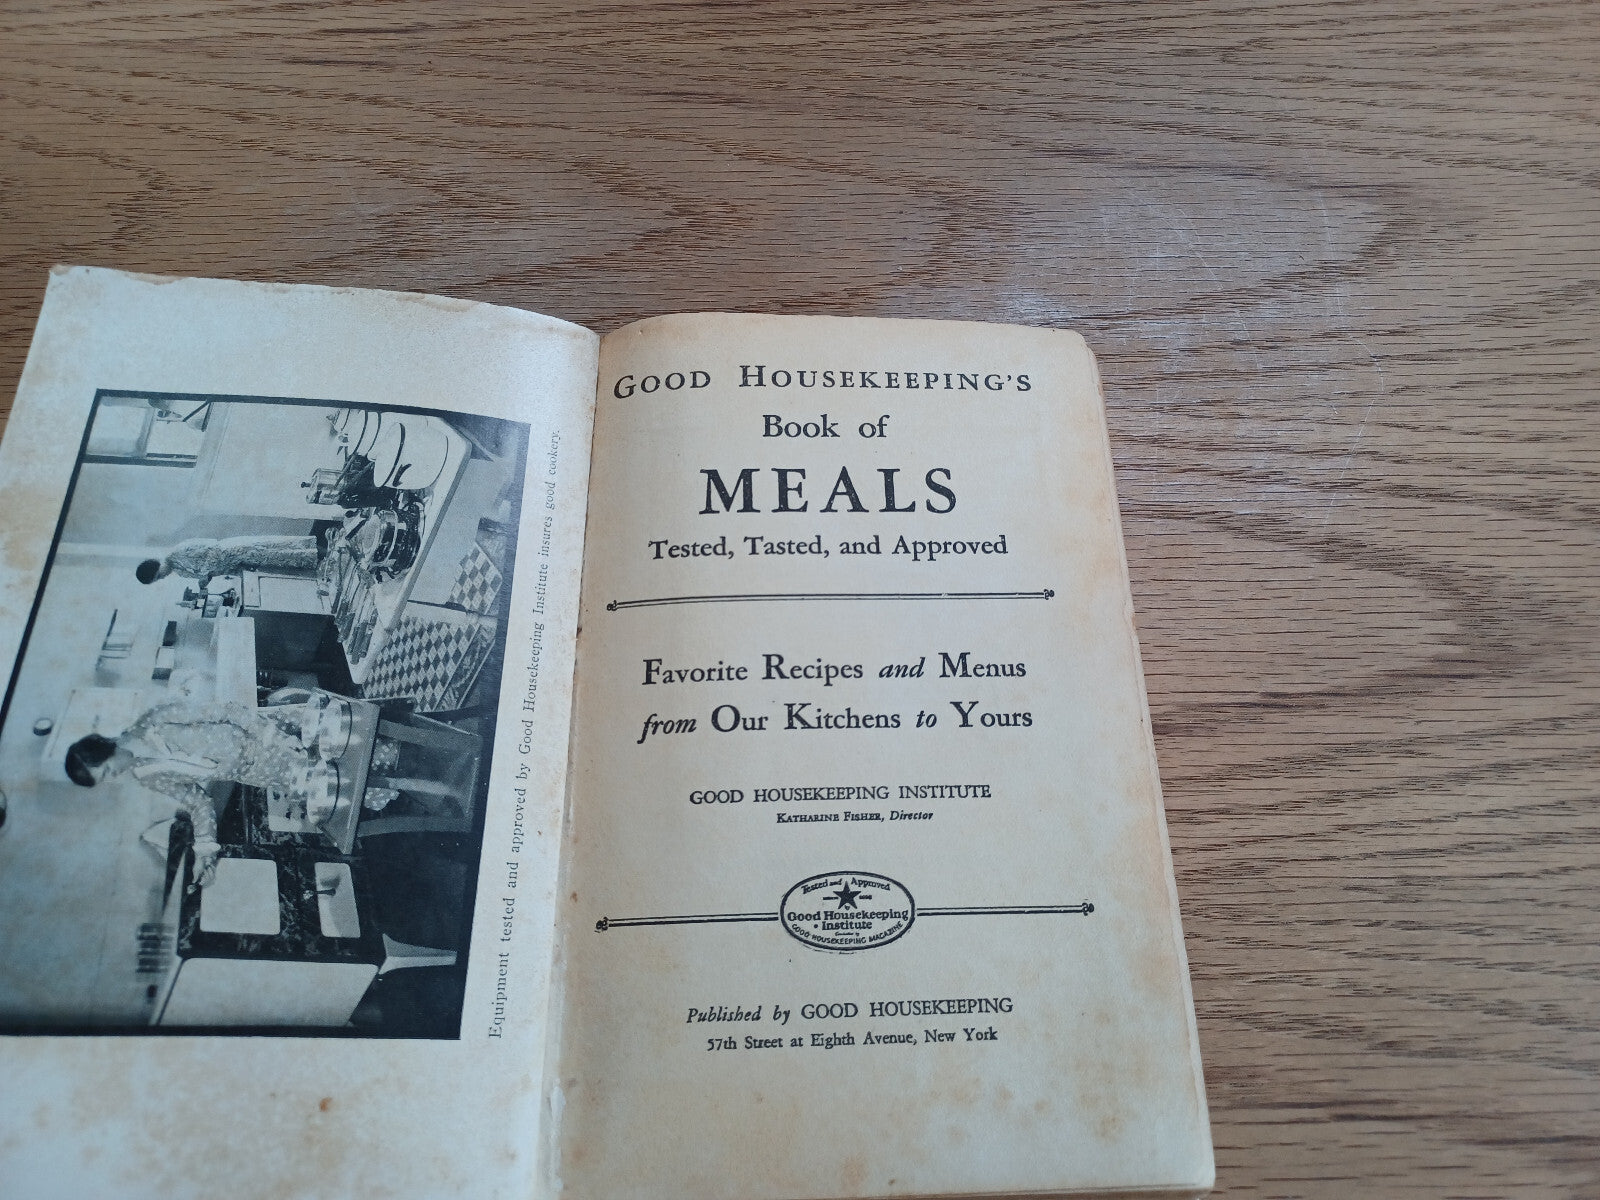 Equipment tested and approved by Good Housekeeping Institute insures good cookery.
GOOD HOUSEKEEPING'S
Book of
MEALS
Tested, Tasted, and Approved
Favorite Recipes and Menus
from Our Kitchens to Yours
GOOD HOUSEKEEPING INSTITUTE
KATHARINE FISHER, Director
Tested and Approved
Good Housekeeping
• Institute •
GOOD HOUSEKEEPING MAGAZINE
Published by GOOD HOUSEKEEPING
57th Street at Eighth Avenue, New York